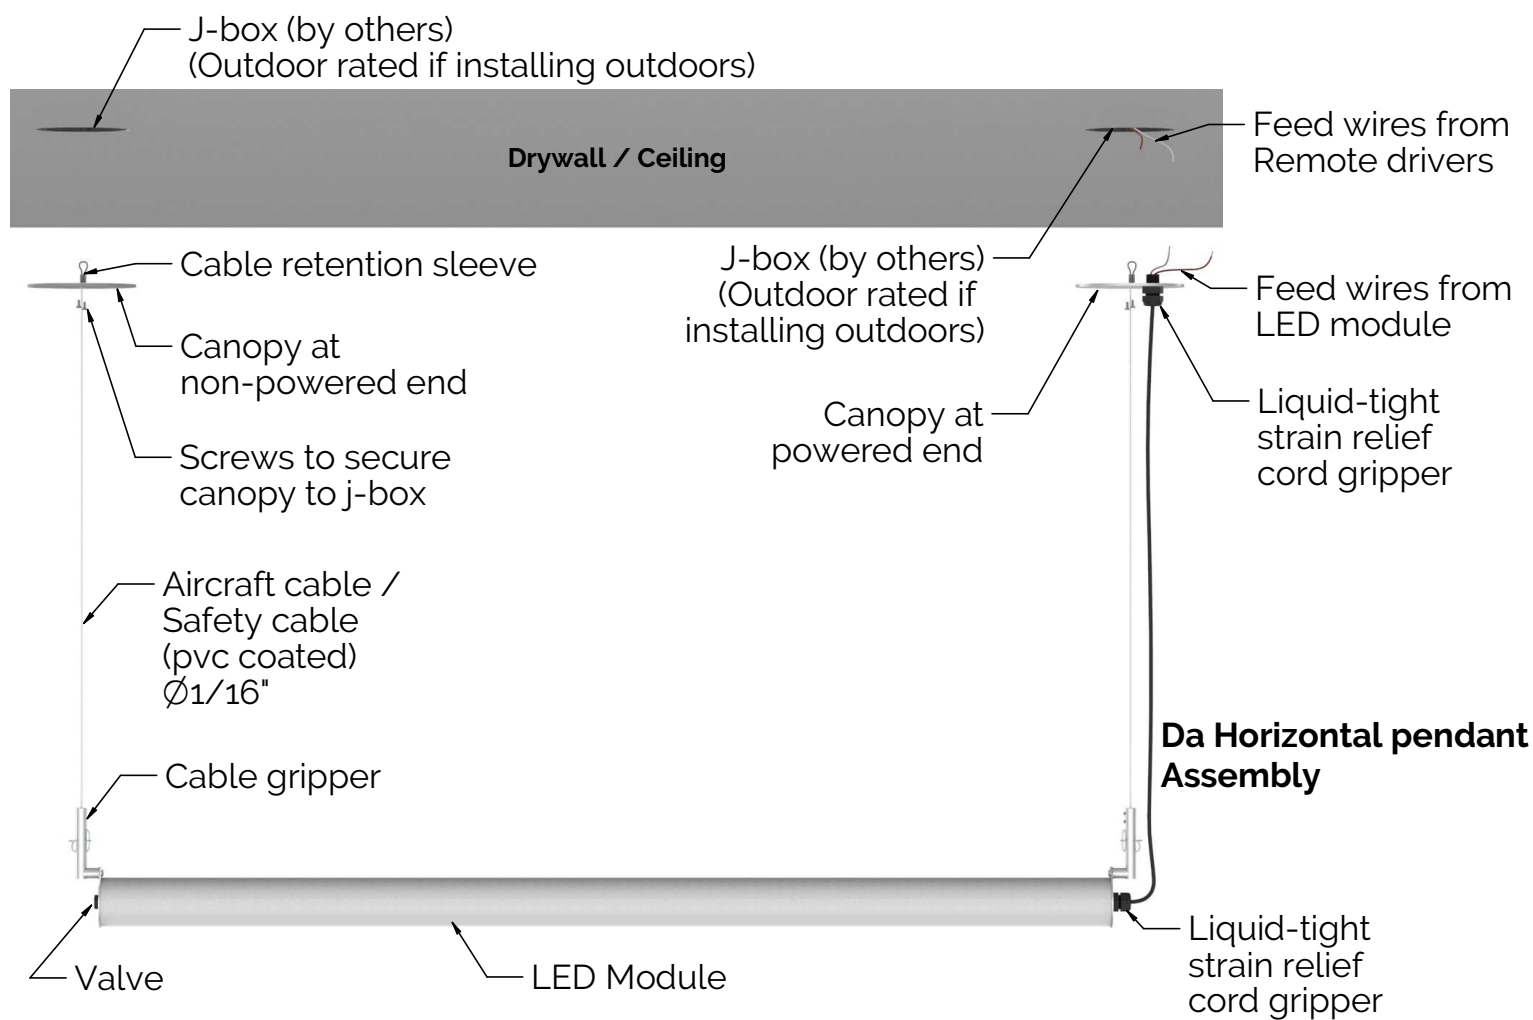 J-box (by others)
(Outdoor rated if installing outdoors)
Drywall / Ceiling
Feed wires from
Remote drivers
Cable retention sleeve
Canopy at
non-powered end
Screws to secure
canopy to j-box
Aircraft cable /
Safety cable
(pvc coated)
Ø1/16"
Cable gripper
J-box (by others)
(Outdoor rated if
installing outdoors)
Canopy at
powered end
Feed wires from
LED module
Liquid-tight
strain relief
cord gripper
Da Horizontal pendant
Assembly
Valve
LED Module
Liquid-tight
strain relief
cord gripper